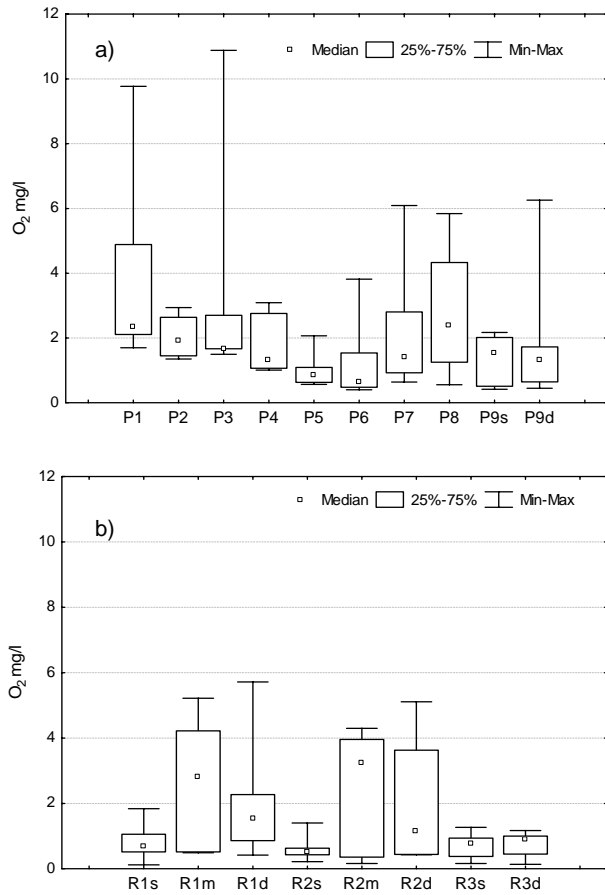 12
a)
Median 25%-75% Min-Max
10
8
6
4
2
0
O₂ mg/l
P1 P2 P3 P4 P5 P6 P7 P8 P9s P9d
12
b)
Median 25%-75% Min-Max
10
8
6
4
2
0
O₂ mg/l
R1s R1m R1d R2s R2m R2d R3s R3d